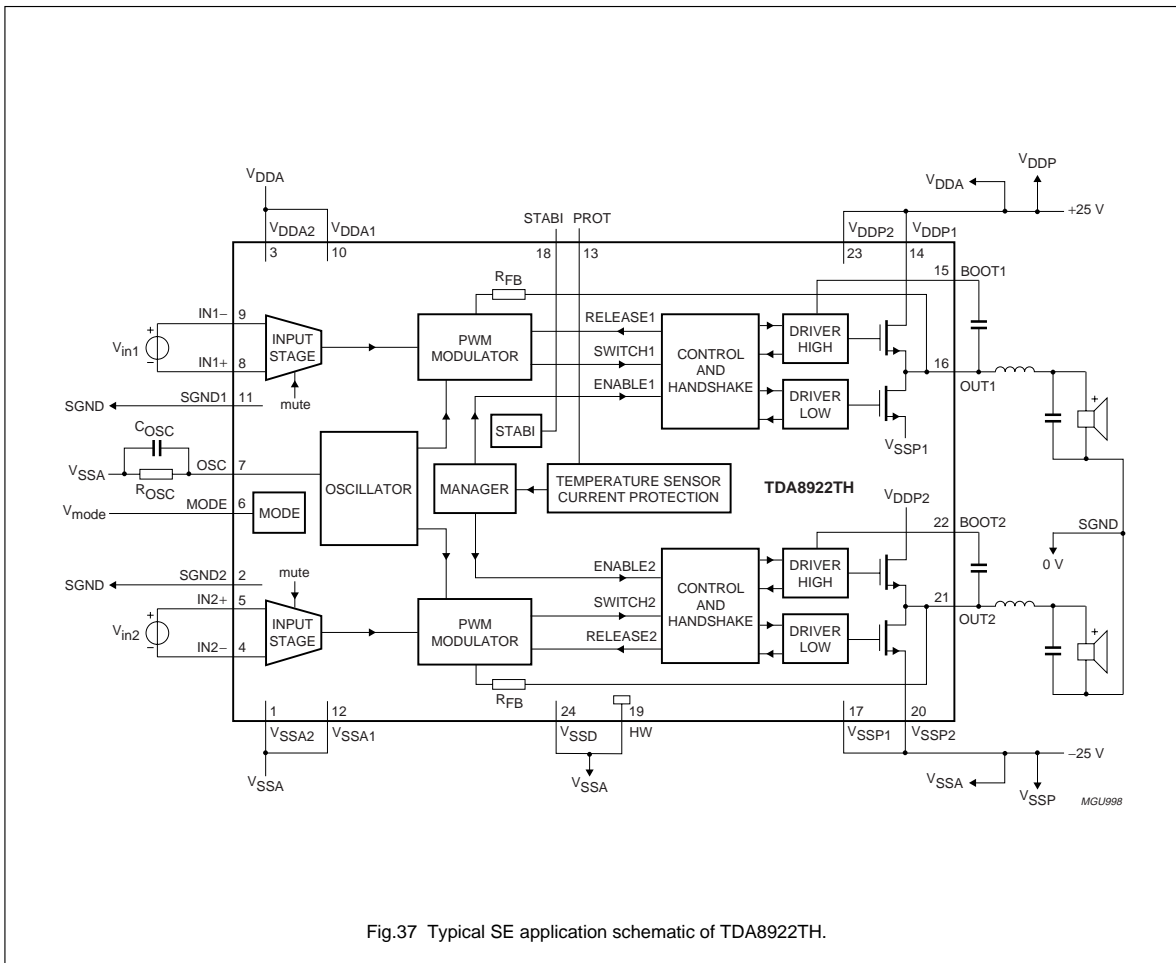 VDDA
VDDA2 VDDA1
3 10
STABI PROT
18 13
VDDA VDDP
+25 V
VDDP2 VDDP1
23 14
15 BOOT1
RFB
IN1− 9
Vin1
+
−
IN1+ 8
INPUT
STAGE
mute
SGND SGND1 11
PWM
MODULATOR
RELEASE1
SWITCH1
ENABLE1
CONTROL
AND
HANDSHAKE
DRIVER
HIGH
DRIVER
LOW
16
OUT1
+
VSSP1
STABI
COSC
VSSA OSC 7
ROSC
OSCILLATOR
MANAGER
TEMPERATURE SENSOR
CURRENT PROTECTION
TDA8922TH
Vmode MODE 6
MODE
VDDP2
22 BOOT2
SGND
0 V
SGND SGND2 2
mute
IN2+ 5
Vin2
+
−
IN2− 4
INPUT
STAGE
PWM
MODULATOR
ENABLE2
SWITCH2
RELEASE2
CONTROL
AND
HANDSHAKE
DRIVER
HIGH
DRIVER
LOW
21
OUT2
+
RFB
1 12
VSSA2 VSSA1
VSSA
24 19
VSSD HW
VSSA
17 20
VSSP1 VSSP2
−25 V
VSSA VSSP
MGU998
Fig.37 Typical SE application schematic of TDA8922TH.